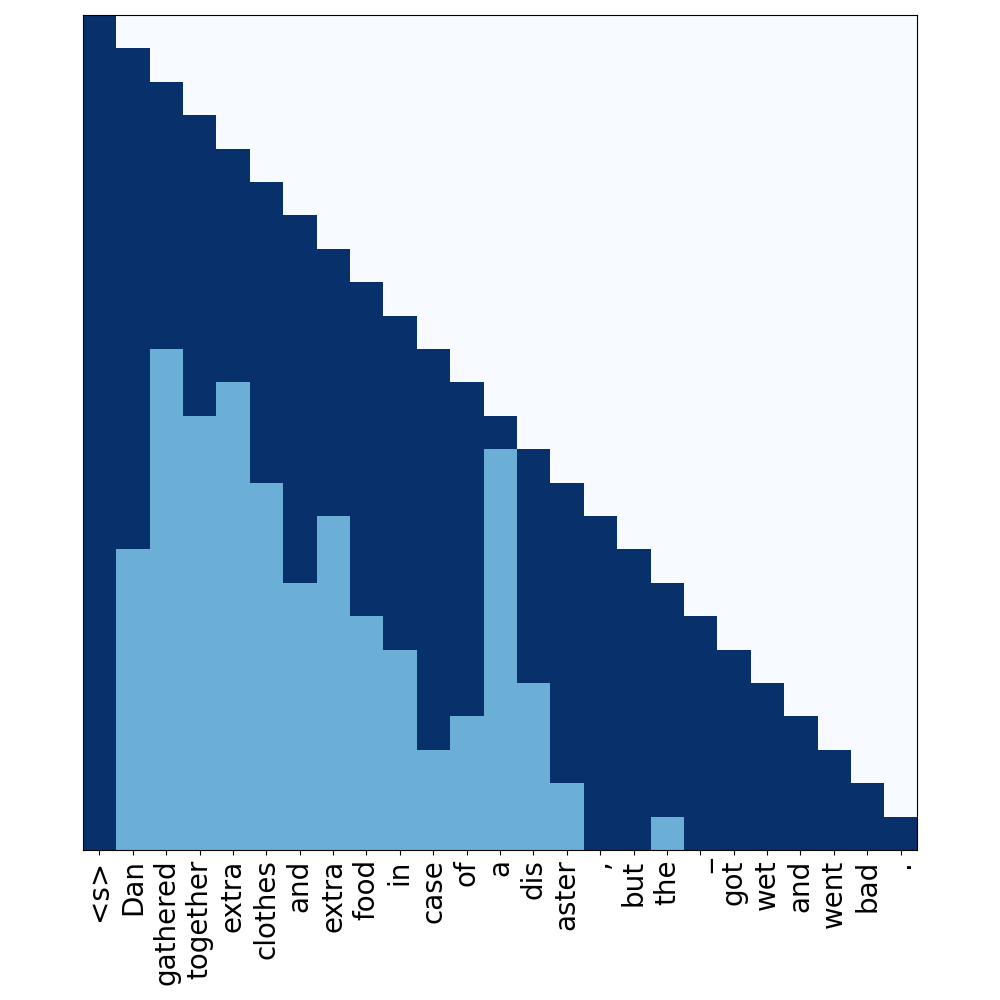 <s> Dan gathered together extra clothes and extra food in case of a dis aster , but the _ got wet and went bad .